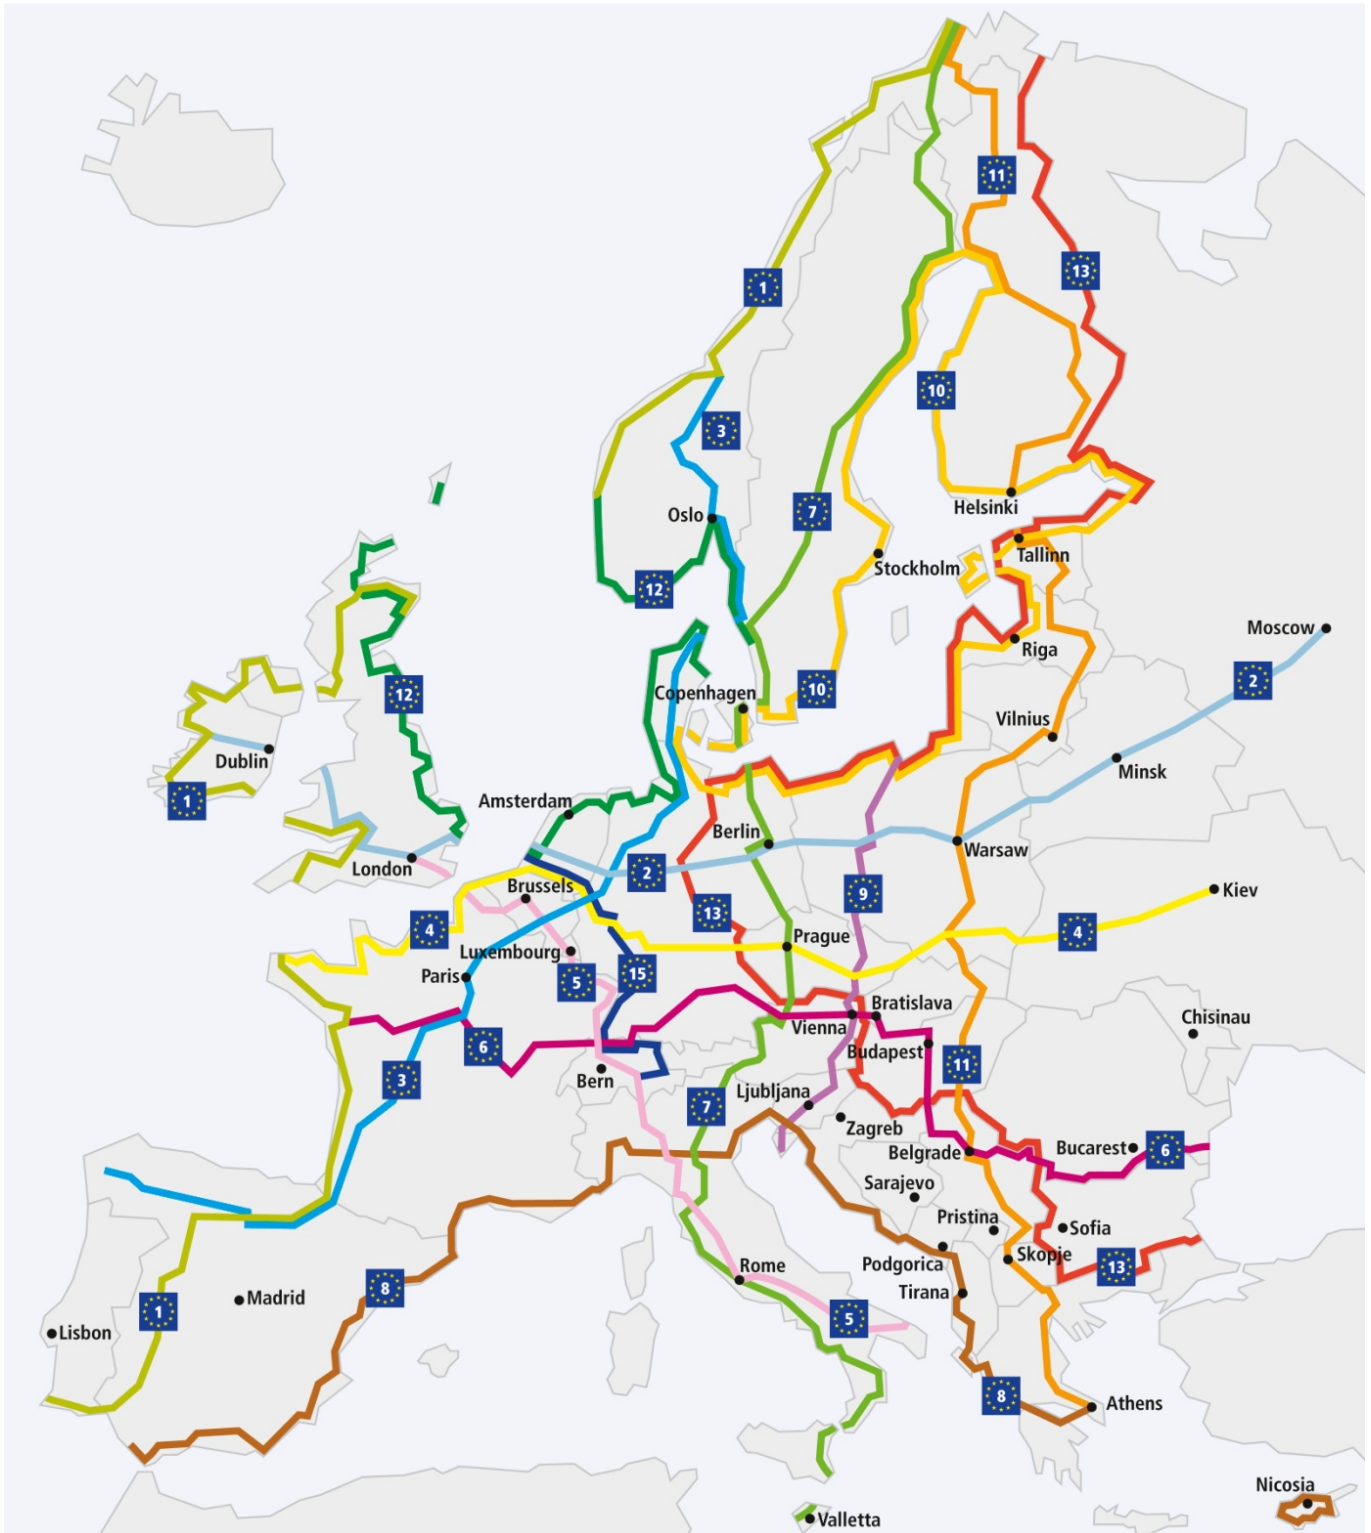 11
13
1
10
3
7
Oslo
Helsinki
Tallinn
Stockholm
12
Moscow
Riga
2
12
Copenhagen
10
Vilnius
Dublin
Minsk
1
Amsterdam
Berlin
Warsaw
London
2
Brussels
9
Kiev
13
4
4
Prague
Luxembourg
Paris
5
15
Bratislava
Chisinau
Vienna
6
Budapest
3
Bern
11
Ljubljana
7
Zagreb
Belgrade
Bucarest
6
Sarajevo
Pristina
Sofia
Podgorica
Skopje
Rome
13
8
Tirana
Madrid
1
5
Lisbon
8
Athens
Nicosia
Valletta